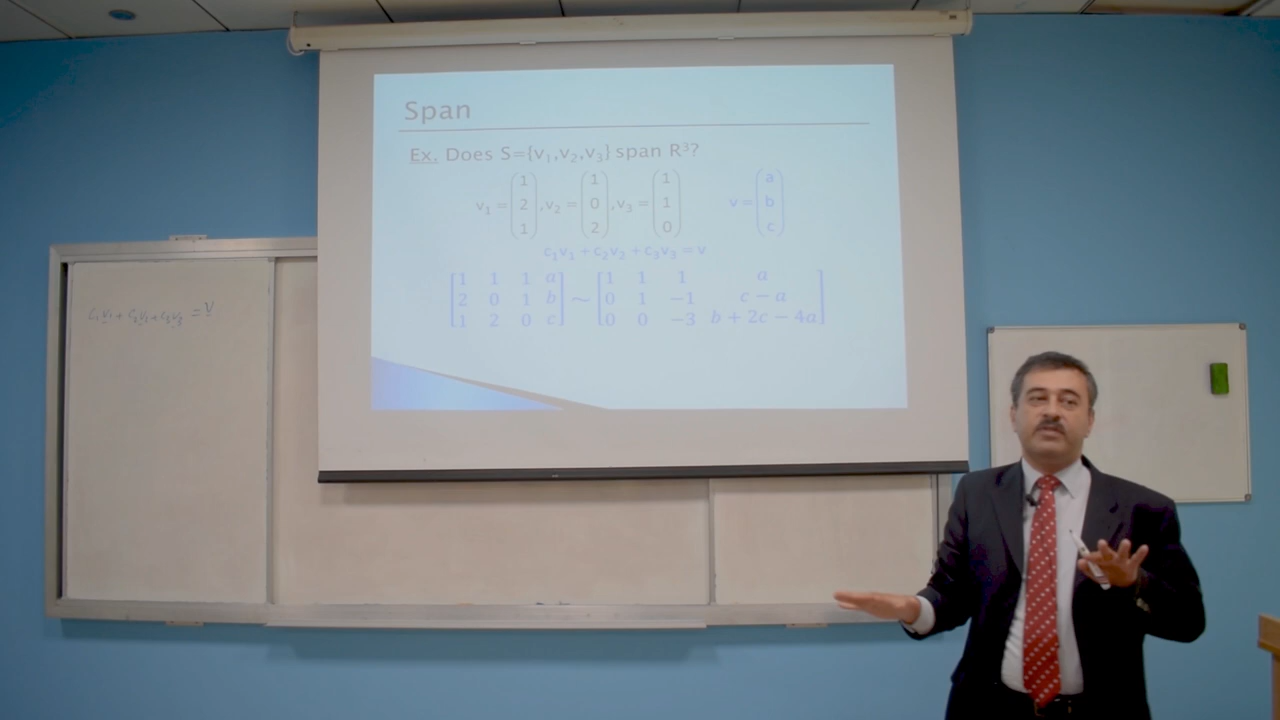 Span
Ex. Does S={v₁,v₂,v₃} span R³?
v₁ = (1 2 1), v₂ = (1 0 2), v₃ = (1 1 0) v = (a b c)
c₁v₁ + c₂v₂ + c₃v₃ = v
[1 1 1 a; 2 0 1 b; 1 2 0 c] ~ [1 1 1 a; 0 1 −1 c − a; 0 0 −3 b + 2c − 4a]
c₁v₁ + c₂v₂ + c₃v₃ = v